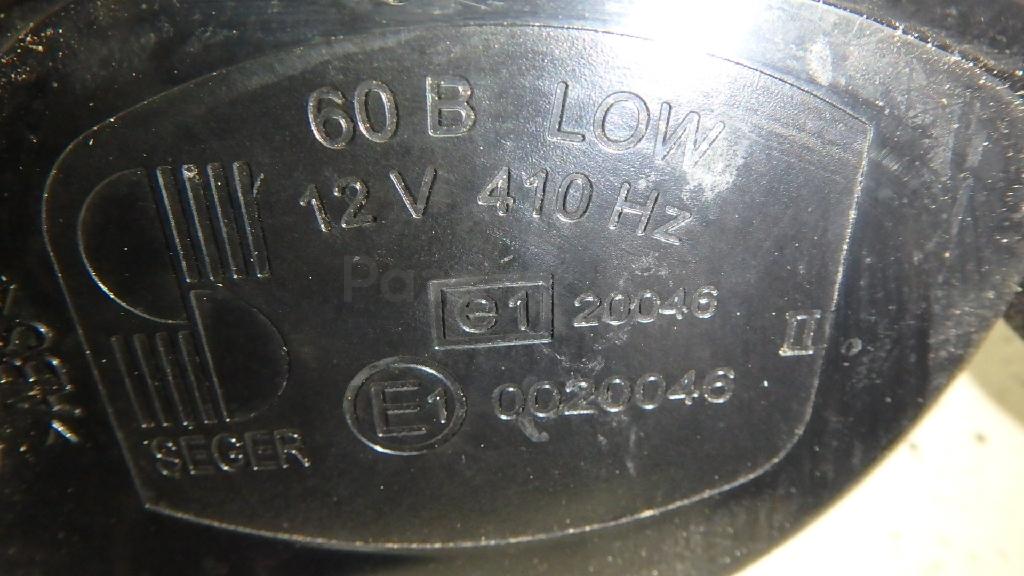 60 B LOW
12 V 410 Hz
e1 20046
II
E1 0020046
SEGER